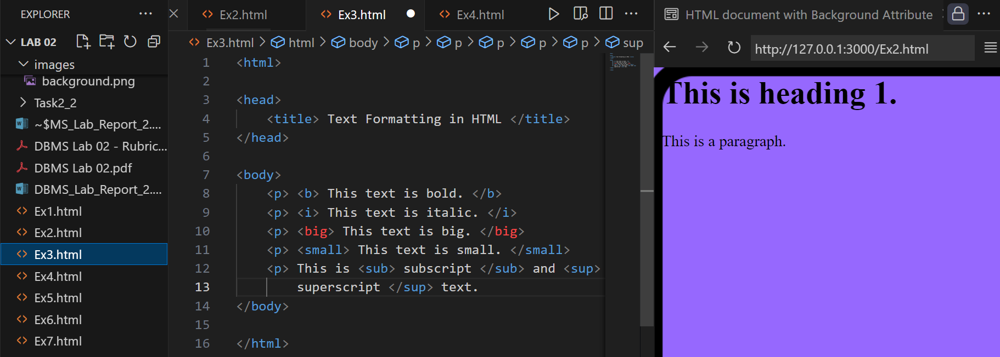 EXPLORER
LAB 02
images
background.png
Task2_2
~$MS_Lab_Report_2....
DBMS Lab 02 - Rubric...
DBMS Lab 02.pdf
DBMS_Lab_Report_2....
Ex1.html
Ex2.html
Ex3.html
Ex4.html
Ex5.html
Ex6.html
Ex7.html
Ex2.html
Ex3.html
Ex4.html
Ex3.html > html > body > p > p > p > p > p > sup
1 <html>
2
3 <head>
4 <title> Text Formatting in HTML </title>
5 </head>
6
7 <body>
8 <p> <b> This text is bold. </b>
9 <p> <i> This text is italic. </i>
10 <p> <big> This text is big. </big>
11 <p> <small> This text is small. </small>
12 <p> This is <sub> subscript </sub> and <sup>
13 superscript </sup> text.
14 </body>
15
16 </html>
HTML document with Background Attribute
http://127.0.0.1:3000/Ex2.html
This is heading 1.
This is a paragraph.